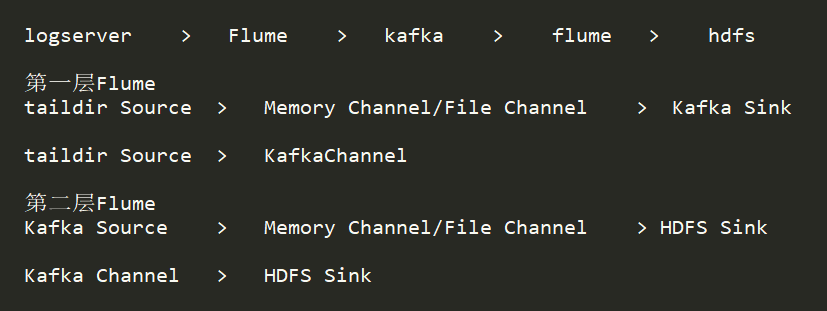 logserver > Flume > kafka > flume > hdfs
第一层Flume
taildir Source > Memory Channel/File Channel > Kafka Sink
taildir Source > KafkaChannel
第二层Flume
Kafka Source > Memory Channel/File Channel > HDFS Sink
Kafka Channel > HDFS Sink